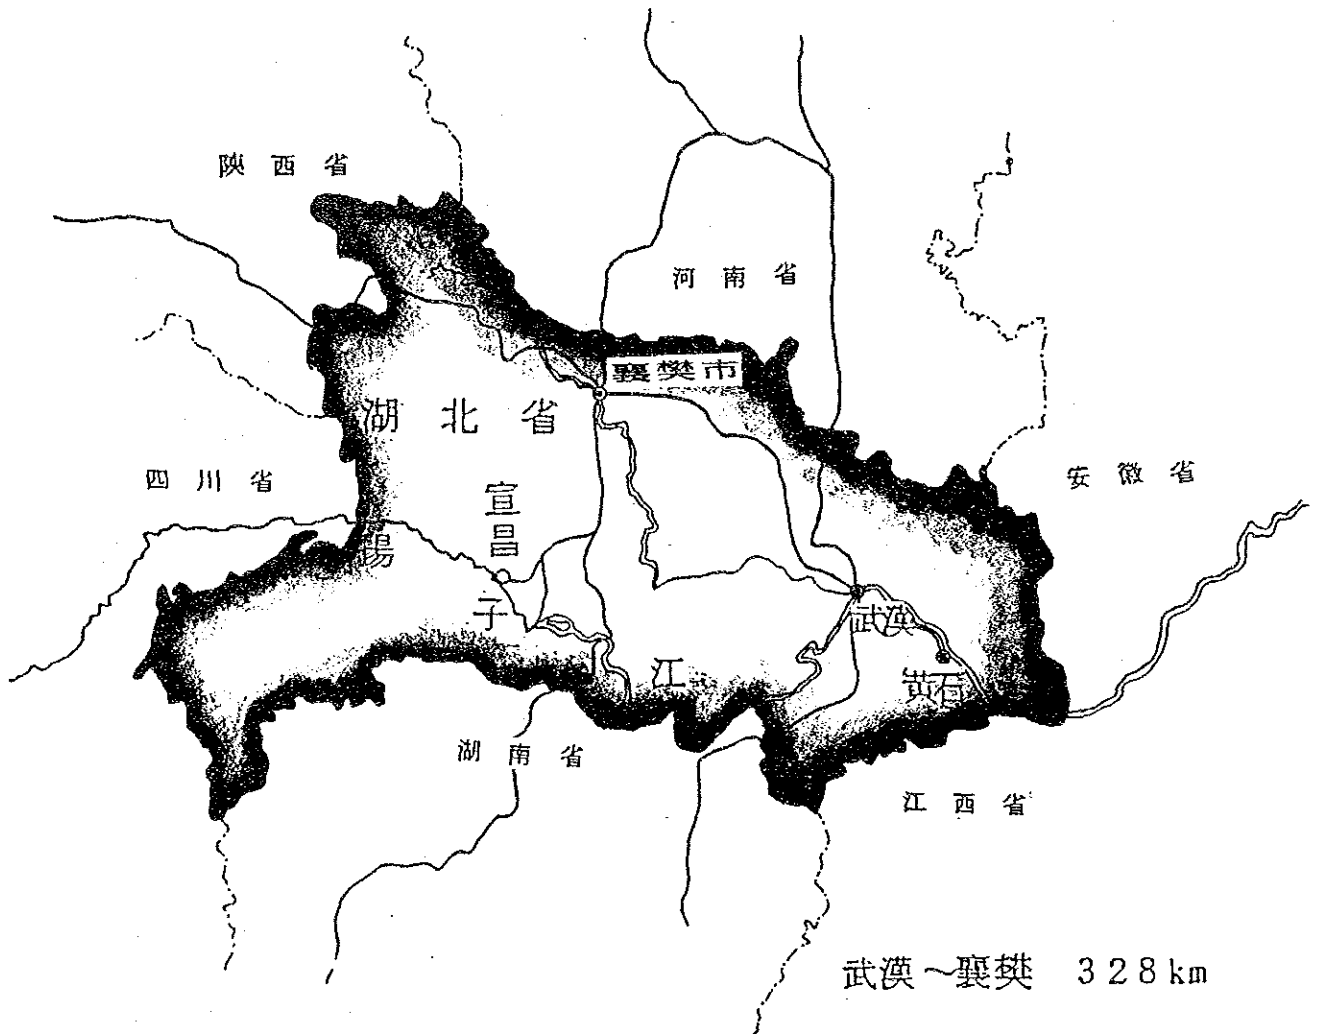 陝西省
河南省
襄樊市
湖北省
四川省
安徽省
宣昌
揚子江
武漢
黄石
湖南省
江西省
武漢～襄樊 328km